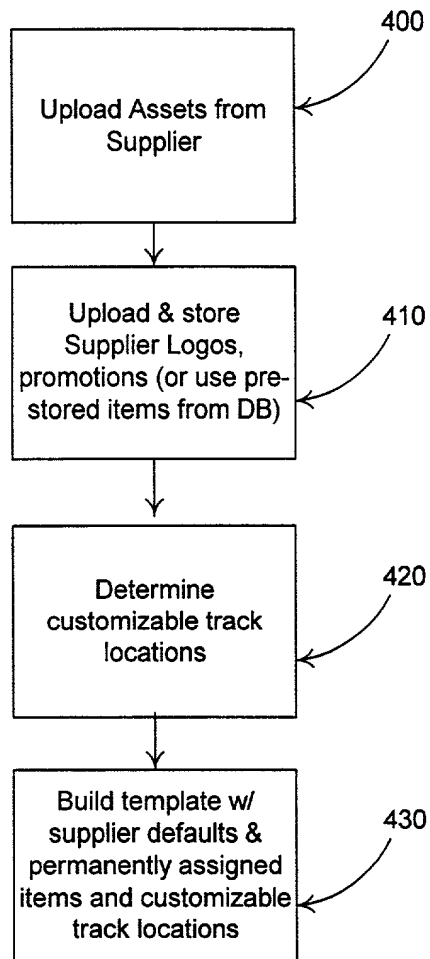 400
Upload Assets from
Supplier
410
Upload & store
Supplier Logos,
promotions (or use pre-
stored items from DB)
420
Determine
customizable track
locations
430
Build template w/
supplier defaults &
permanently assigned
items and customizable
track locations